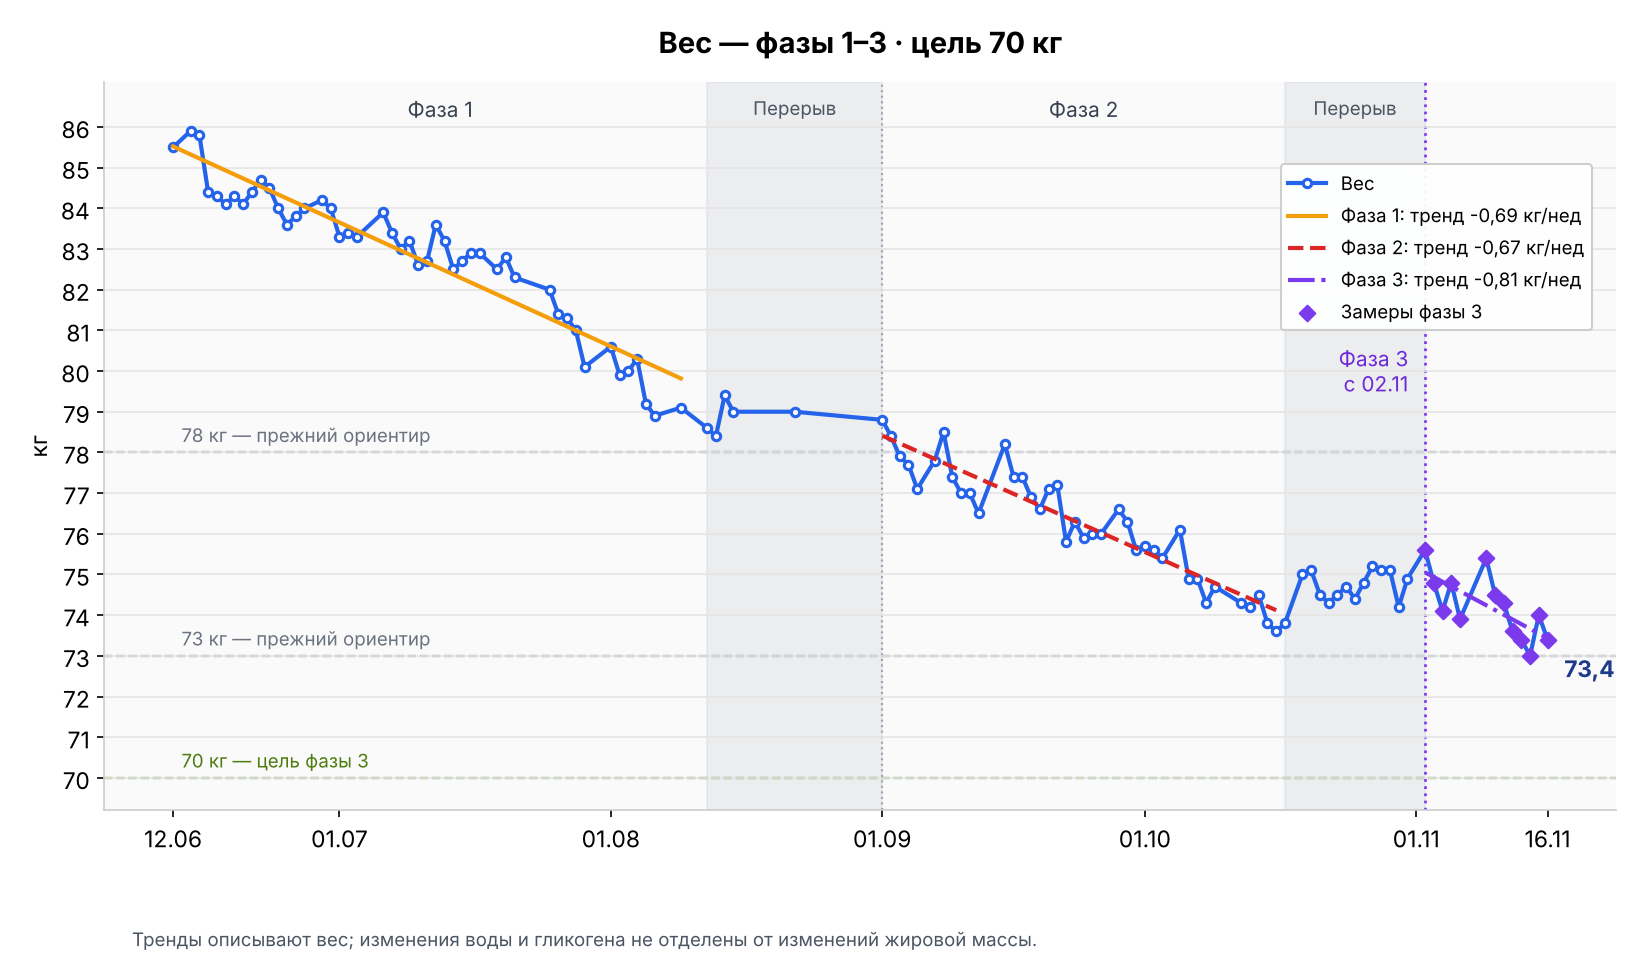 Вес — фазы 1–3 · цель 70 кг
Фаза 1
Перерыв
Фаза 2
Перерыв
Вес
Фаза 1: тренд -0,69 кг/нед
Фаза 2: тренд -0,67 кг/нед
Фаза 3: тренд -0,81 кг/нед
Замеры фазы 3
Фаза 3
с 02.11
86
85
84
83
82
81
80
79
78
77
76
75
74
73
72
71
70
кг
78 кг — прежний ориентир
73 кг — прежний ориентир
73,4
70 кг — цель фазы 3
12.06
01.07
01.08
01.09
01.10
01.11
16.11
Тренды описывают вес; изменения воды и гликогена не отделены от изменений жировой массы.